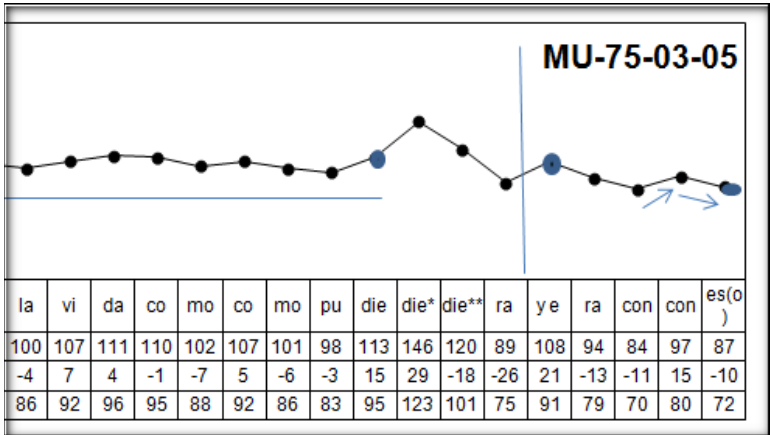 MU-75-03-05
la vi da co mo co mo pu die die* die** ra ye ra con con es(o
)
100 107 111 110 102 107 101 98 113 146 120 89 108 94 84 97 87
-4 7 4 -1 -7 5 -6 -3 15 29 -18 -26 21 -13 -11 15 -10
86 92 96 95 88 92 86 83 95 123 101 75 91 79 70 80 72